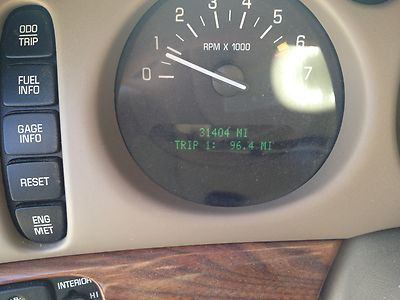 ODO
TRIP
FUEL
INFO
GAGE
INFO
RESET
ENG
MET
0
1
2
3
4
5
6
7
RPM X 1000
31404 MI
TRIP 1: 96.4 MI
INTERIOR
HI